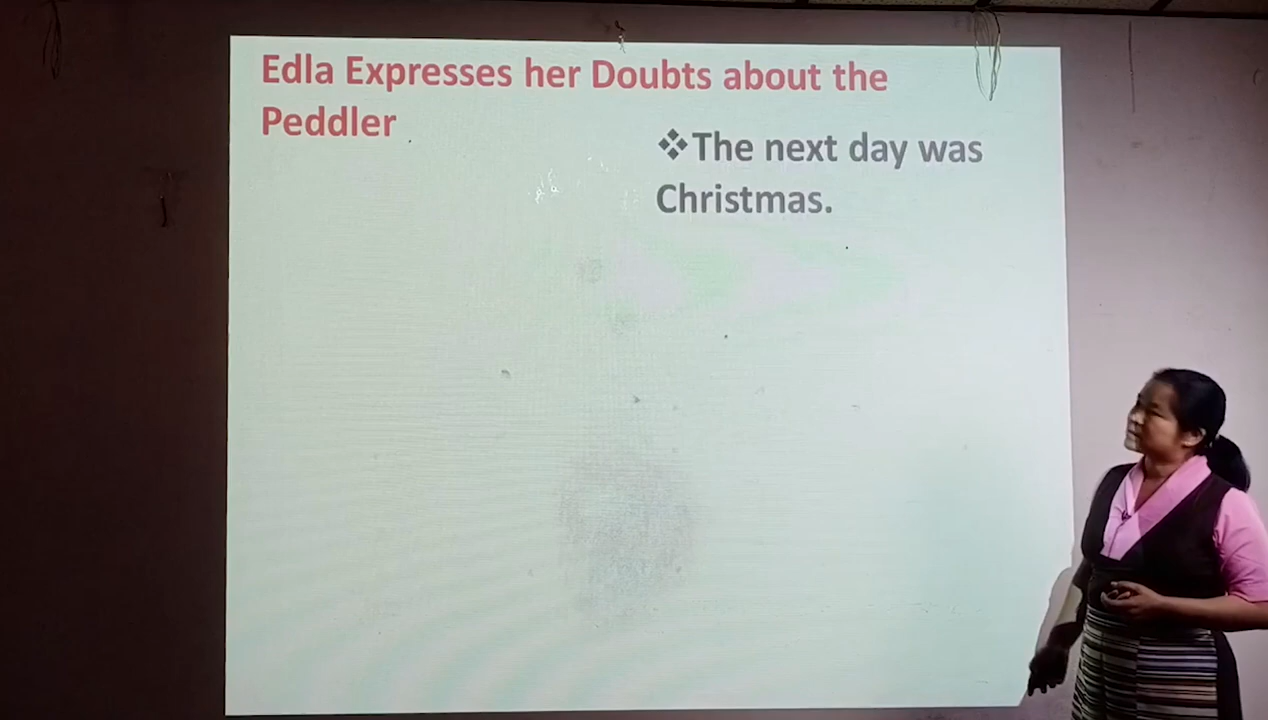 Edla Expresses her Doubts about the
Peddler
❖The next day was
Christmas.